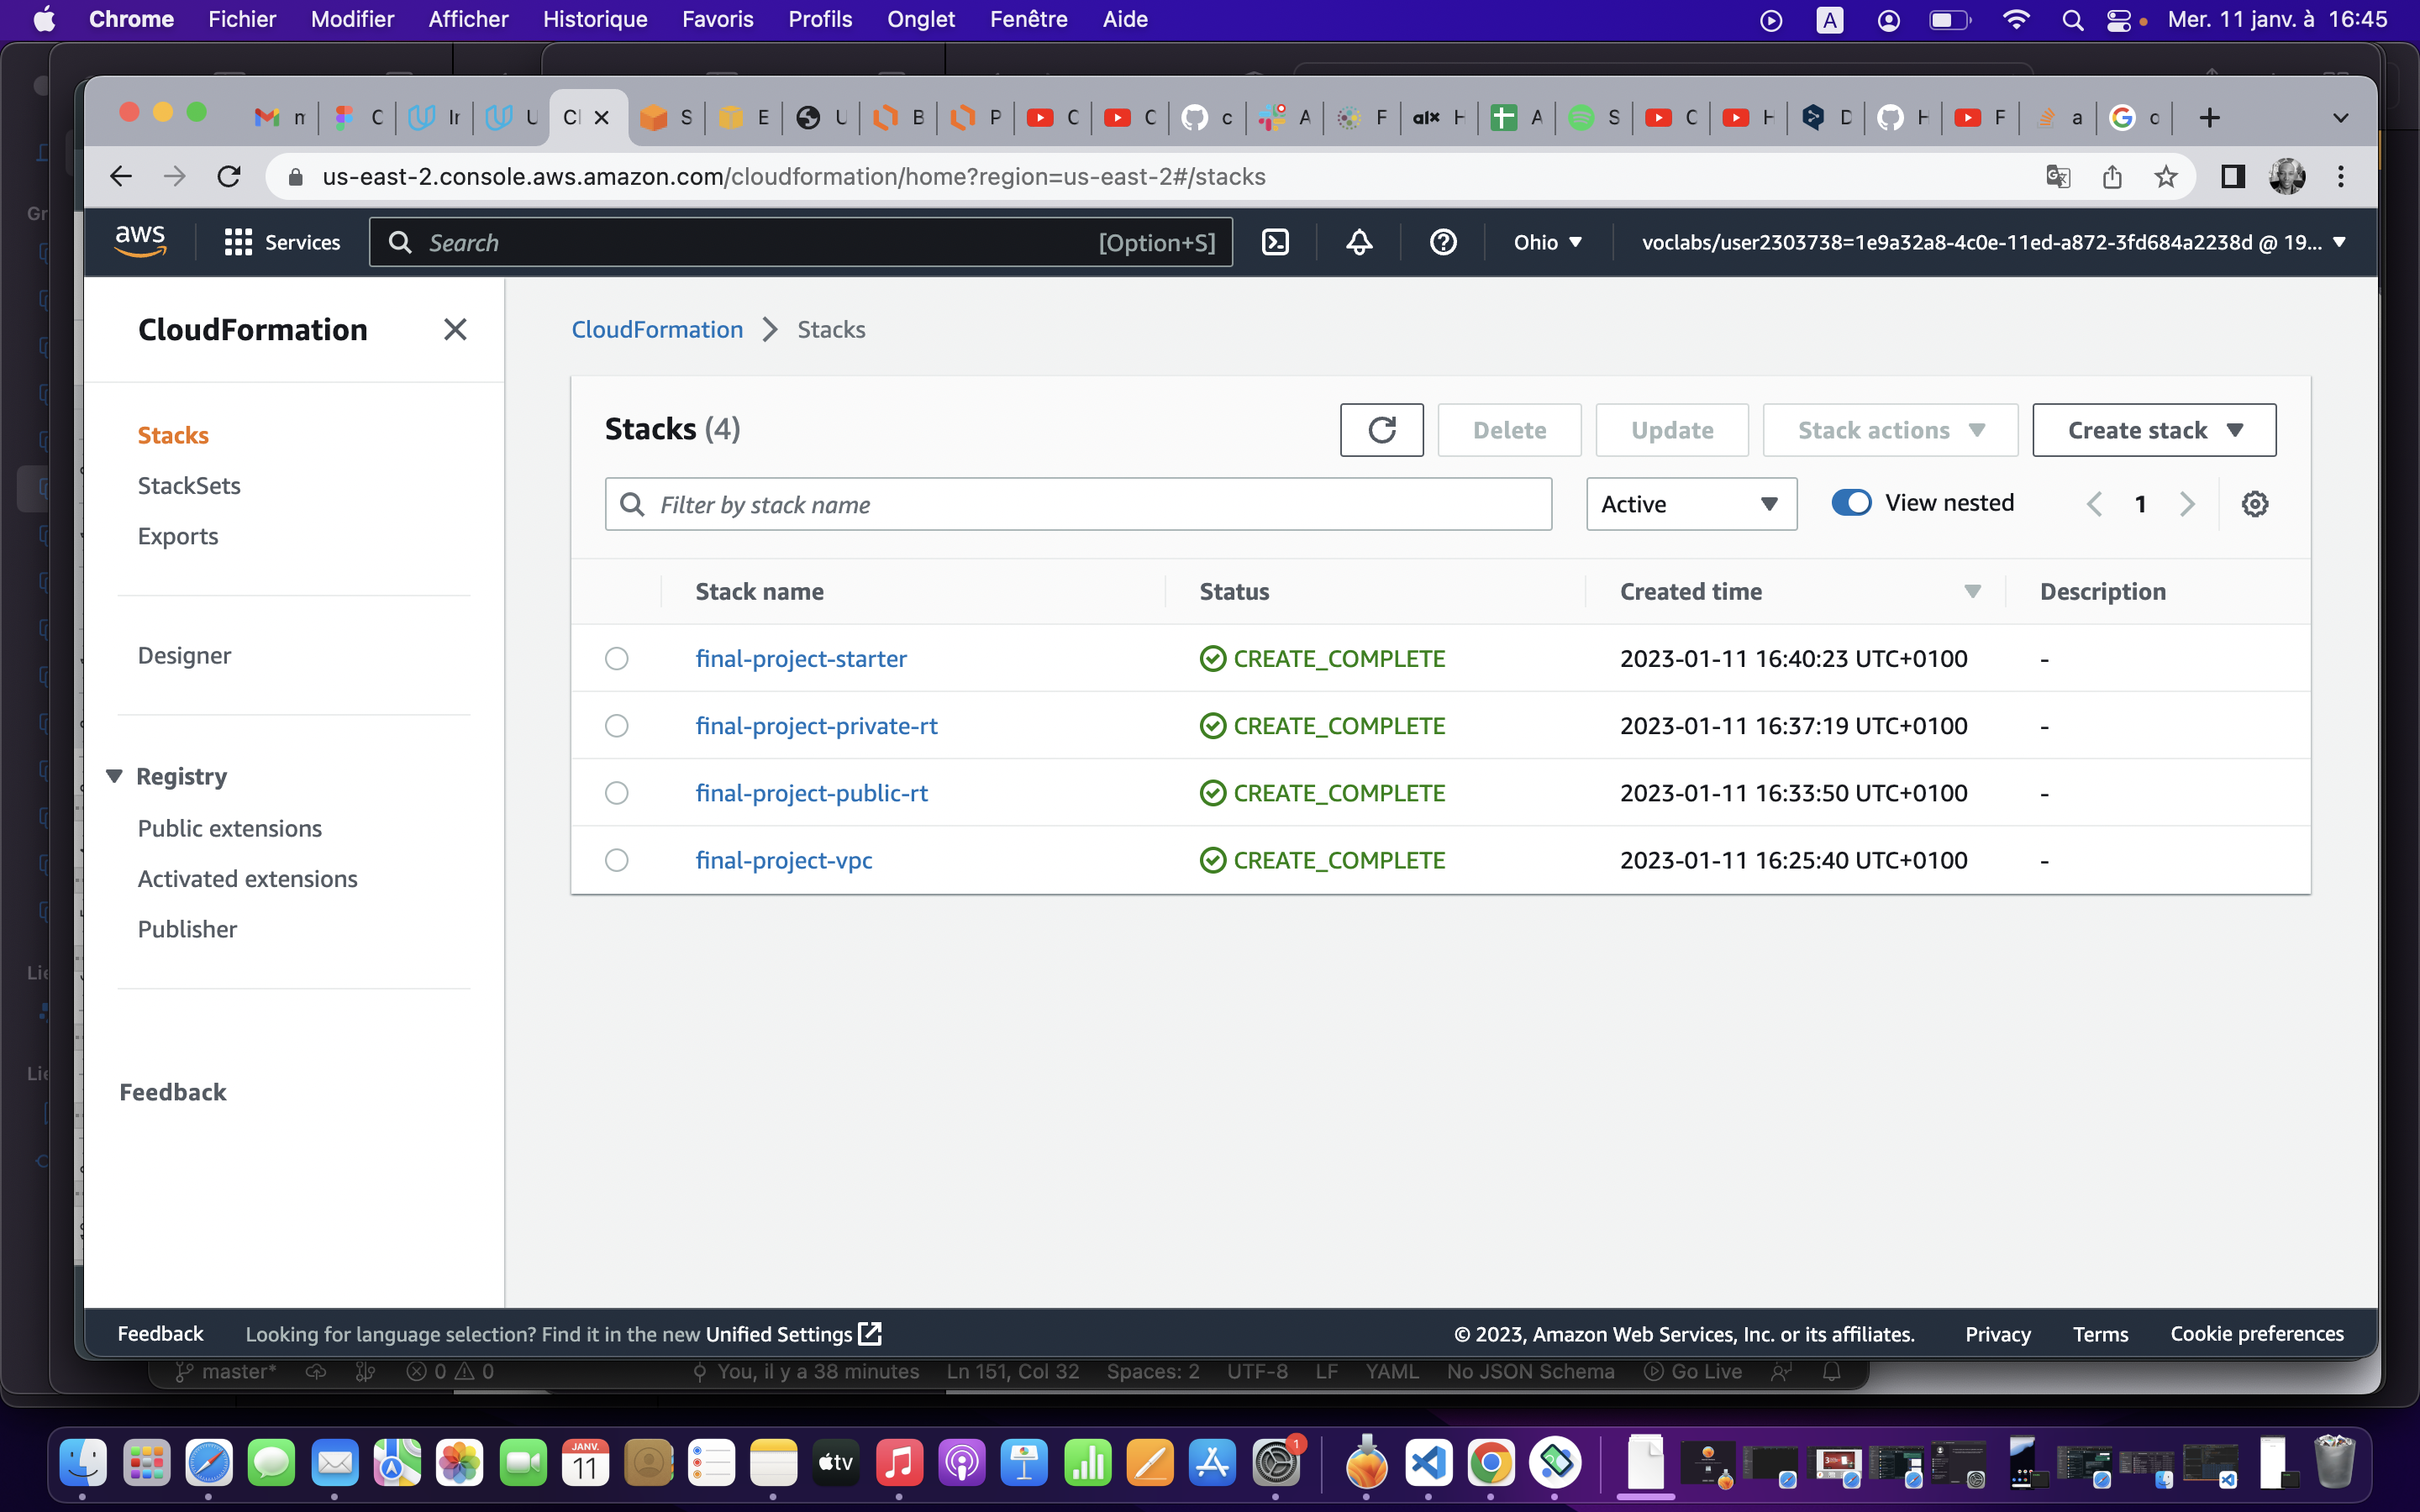 Chrome Fichier Modifier Afficher Historique Favoris Profils Onglet Fenêtre Aide A Mer. 11 janv. à 16:45
us-east-2.console.aws.amazon.com/cloudformation/home?region=us-east-2#/stacks
aws Services Search [Option+S] Ohio voclabs/user2303738=1e9a32a8-4c0e-11ed-a872-3fd684a2238d @ 19...
CloudFormation
CloudFormation Stacks
Stacks
StackSets
Exports
Designer
Registry
Public extensions
Activated extensions
Publisher
Feedback
Stacks (4) Delete Update Stack actions Create stack
Filter by stack name Active View nested 1
Stack name Status Created time Description
final-project-starter CREATE_COMPLETE 2023-01-11 16:40:23 UTC+0100 -
final-project-private-rt CREATE_COMPLETE 2023-01-11 16:37:19 UTC+0100 -
final-project-public-rt CREATE_COMPLETE 2023-01-11 16:33:50 UTC+0100 -
final-project-vpc CREATE_COMPLETE 2023-01-11 16:25:40 UTC+0100 -
Feedback Looking for language selection? Find it in the new Unified Settings © 2023, Amazon Web Services, Inc. or its affiliates. Privacy Terms Cookie preferences
master* 0 0 You, il y a 38 minutes Ln 151, Col 32 Spaces: 2 UTF-8 LF YAML No JSON Schema Go Live
JANV.
11
tv
1